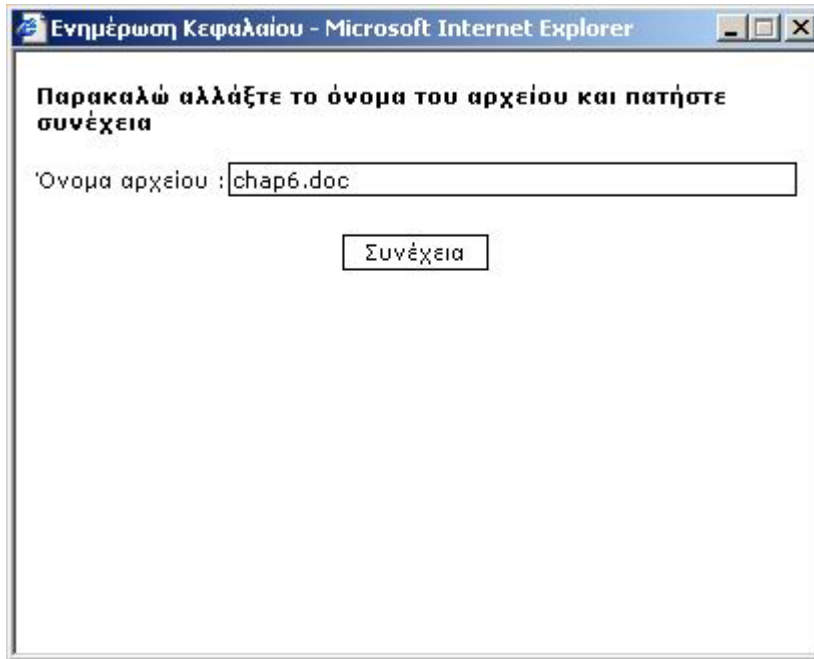 Ενημέρωση Κεφαλαίου - Microsoft Internet Explorer
Παρακαλώ αλλάξτε το όνομα του αρχείου και πατήστε
συνέχεια
Όνομα αρχείου : chap6.doc
Συνέχεια